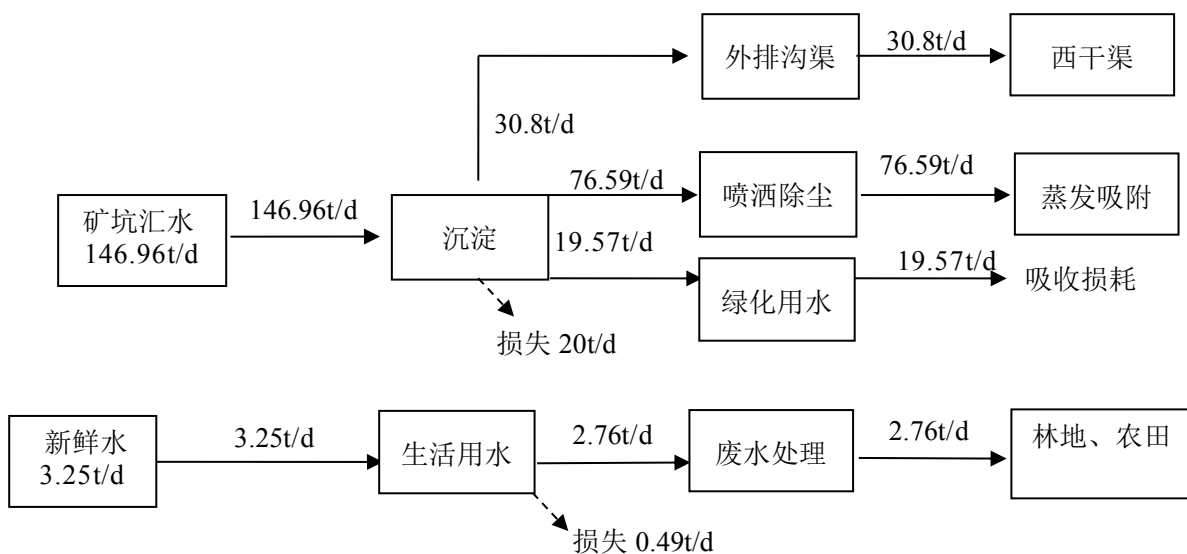 外排沟渠
30.8t/d
西干渠
30.8t/d
矿坑汇水
146.96t/d
146.96t/d
沉淀
76.59t/d
喷洒除尘
76.59t/d
蒸发吸附
19.57t/d
绿化用水
19.57t/d
吸收损耗
损失 20t/d
新鲜水
3.25t/d
3.25t/d
生活用水
2.76t/d
废水处理
2.76t/d
林地、农田
损失 0.49t/d